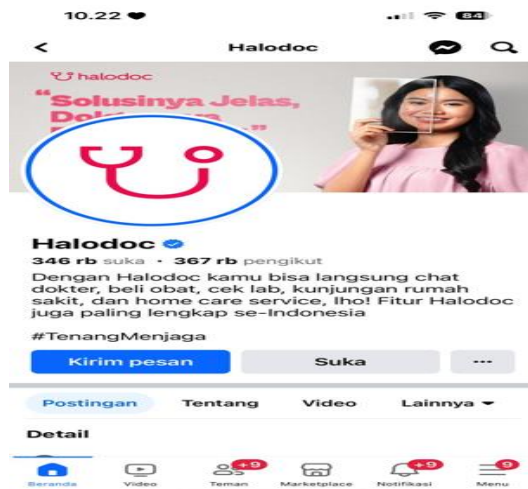 10.22
84
Halodoc
halodoc
"Solusinya Jelas,
Halodoc
346 rb suka • 367 rb pengikut
Dengan Halodoc kamu bisa langsung chat
dokter, beli obat, cek lab, kunjungan rumah
sakit, dan home care service, lho! Fitur Halodoc
juga paling lengkap se-Indonesia
#TenangMenjaga
Kirim pesan
Suka
Postingan Tentang Video Lainnya
Detail
+9 +9 9
Beranda Video Teman Marketplace Notifikasi Menu